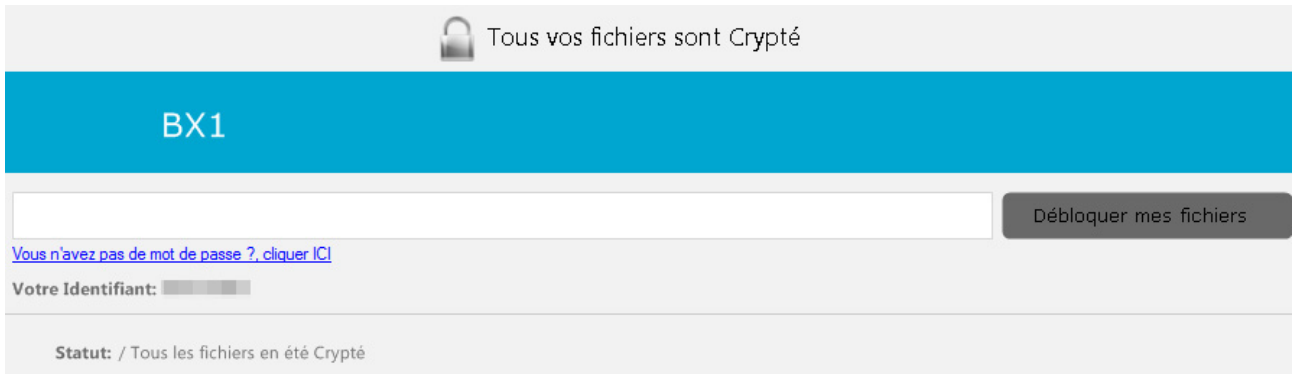 Tous vos fichiers sont Crypté
BX1
Débloquer mes fichiers
Vous n'avez pas de mot de passe ?, cliquer ICI
Votre Identifiant:
Statut: / Tous les fichiers en été Crypté